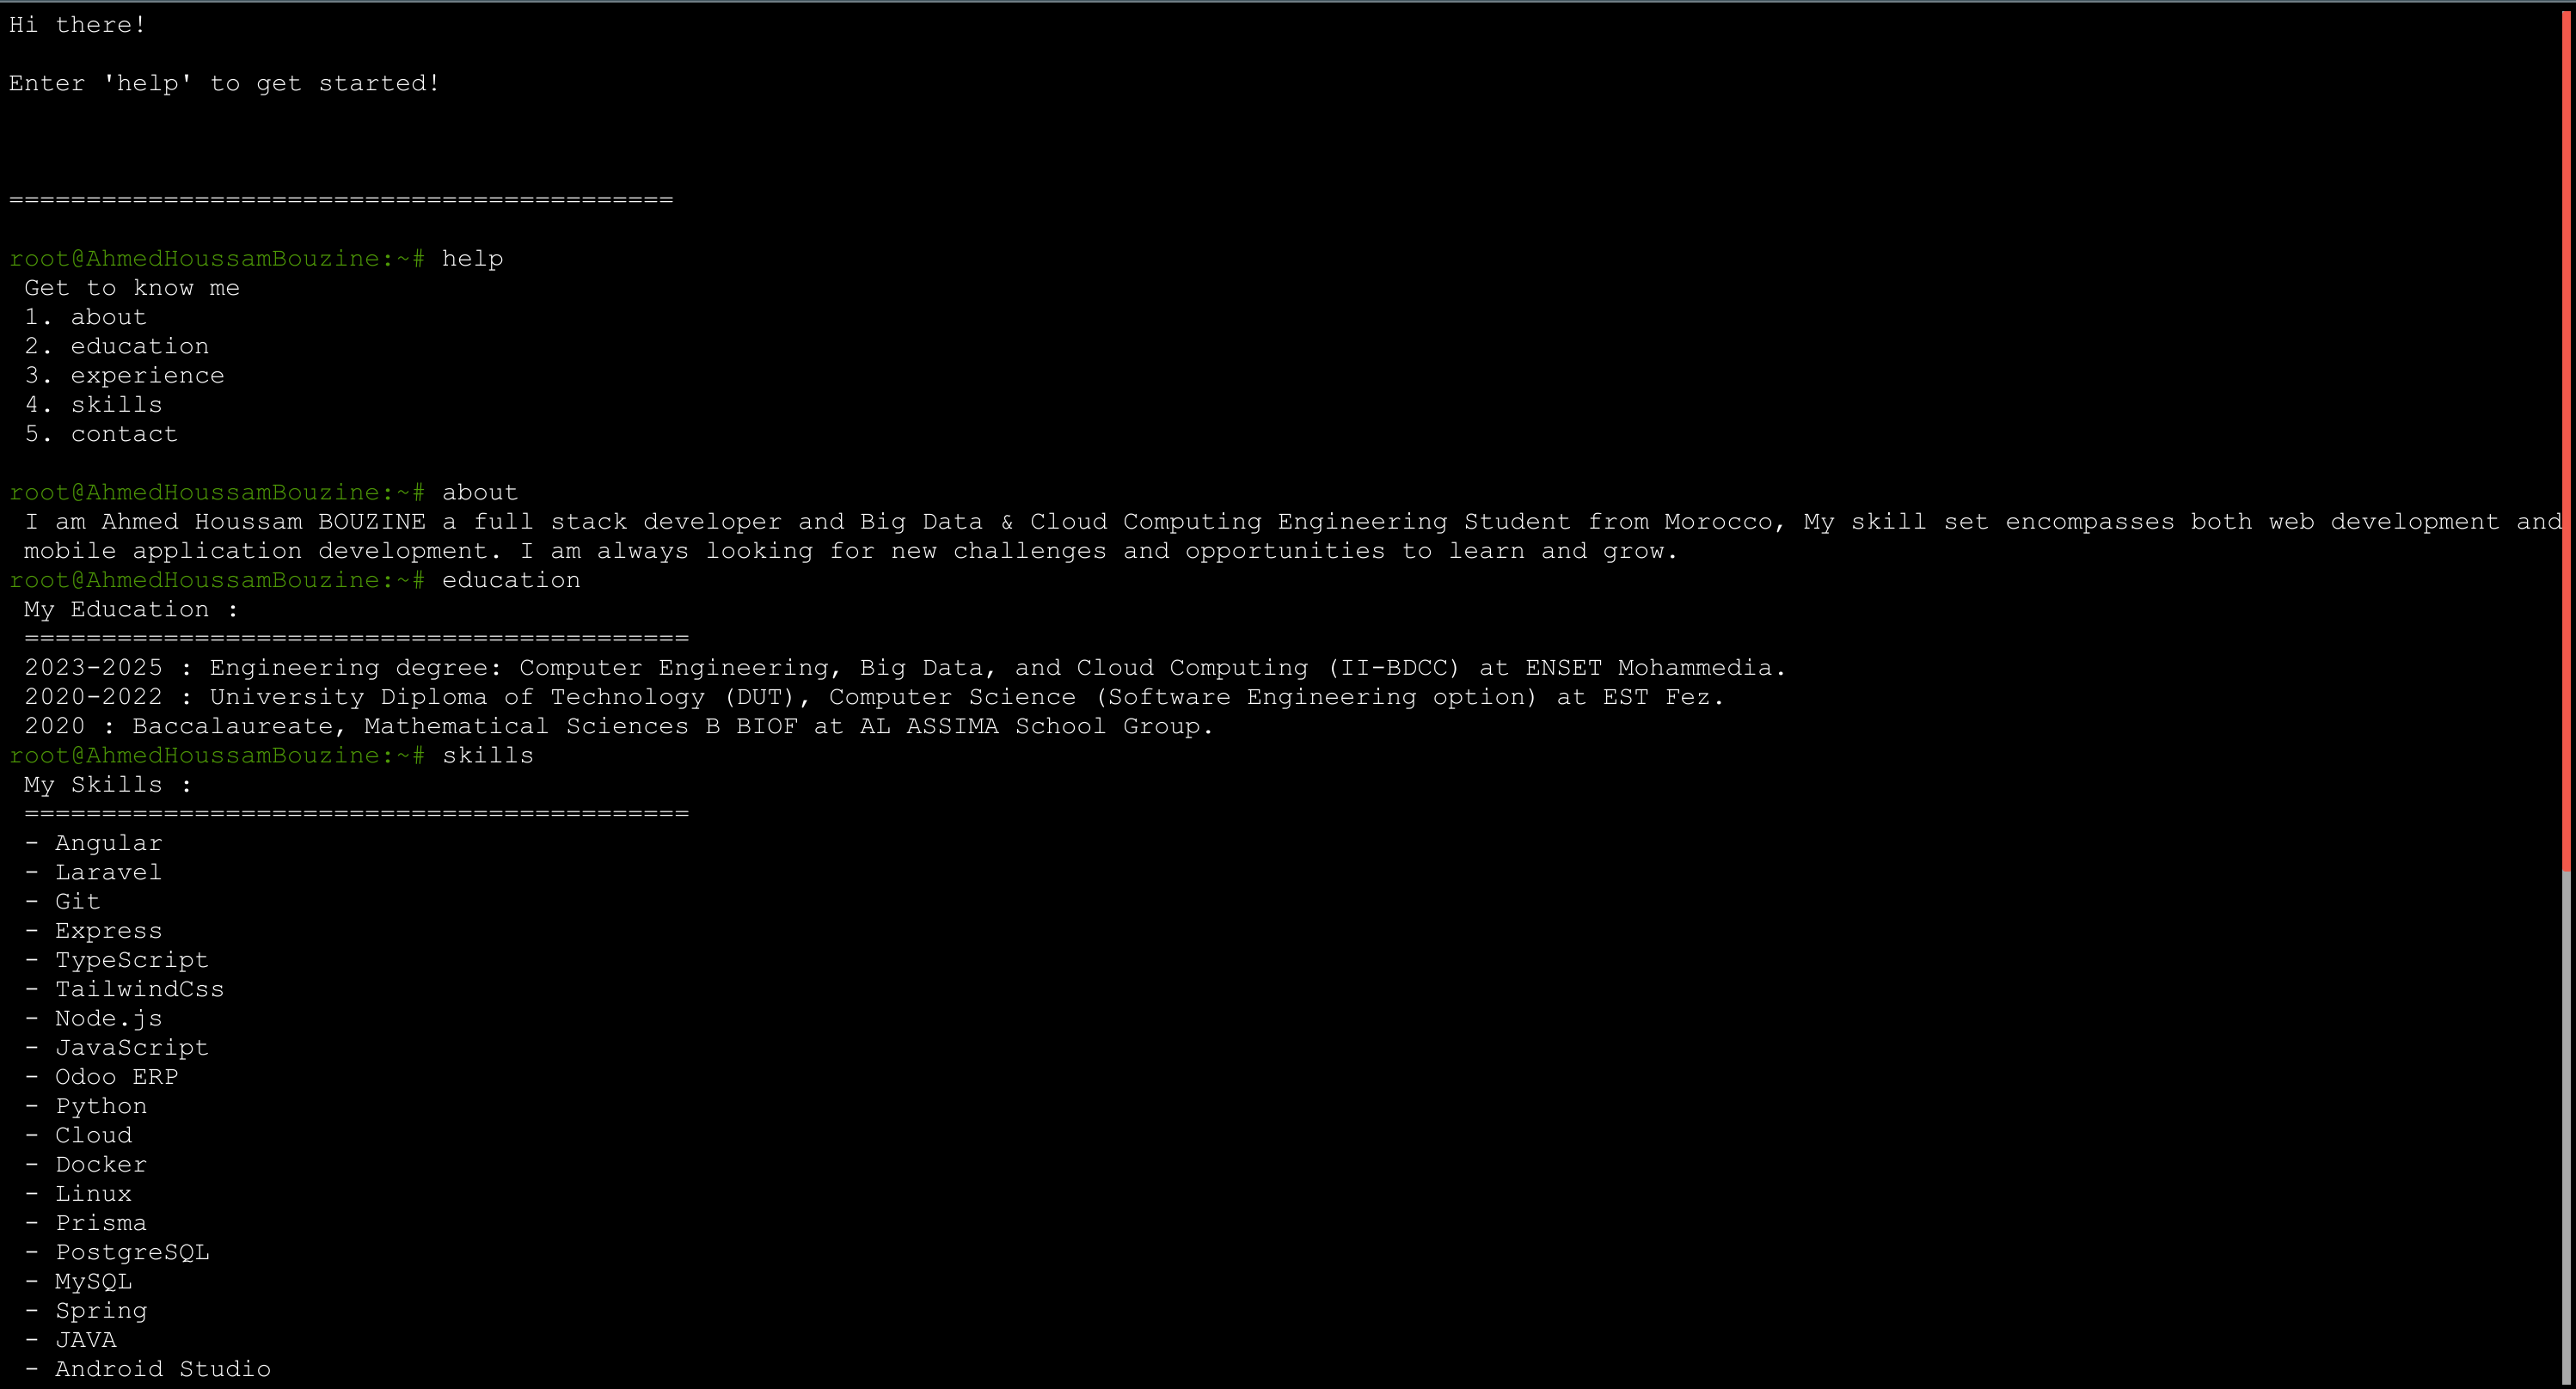 Hi there!
Enter 'help' to get started!
===========================================
root@AhmedHoussamBouzine:~# help
Get to know me
1. about
2. education
3. experience
4. skills
5. contact
root@AhmedHoussamBouzine:~# about
I am Ahmed Houssam BOUZINE a full stack developer and Big Data & Cloud Computing Engineering Student from Morocco, My skill set encompasses both web development and
mobile application development. I am always looking for new challenges and opportunities to learn and grow.
root@AhmedHoussamBouzine:~# education
My Education :
===========================================
2023-2025 : Engineering degree: Computer Engineering, Big Data, and Cloud Computing (II-BDCC) at ENSET Mohammedia.
2020-2022 : University Diploma of Technology (DUT), Computer Science (Software Engineering option) at EST Fez.
2020 : Baccalaureate, Mathematical Sciences B BIOF at AL ASSIMA School Group.
root@AhmedHoussamBouzine:~# skills
My Skills :
===========================================
- Angular
- Laravel
- Git
- Express
- TypeScript
- TailwindCss
- Node.js
- JavaScript
- Odoo ERP
- Python
- Cloud
- Docker
- Linux
- Prisma
- PostgreSQL
- MySQL
- Spring
- JAVA
- Android Studio